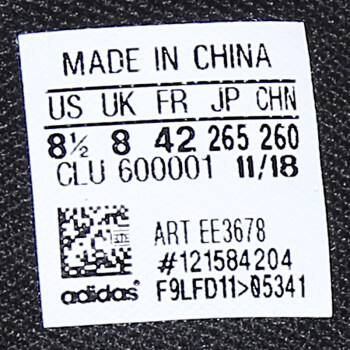 MADE IN CHINA
US UK FR JP CHN
8½ 8 42 265 260
CLU 600001 11/18
ART EE3678
#121584204
adidas® F9LFD11>05341